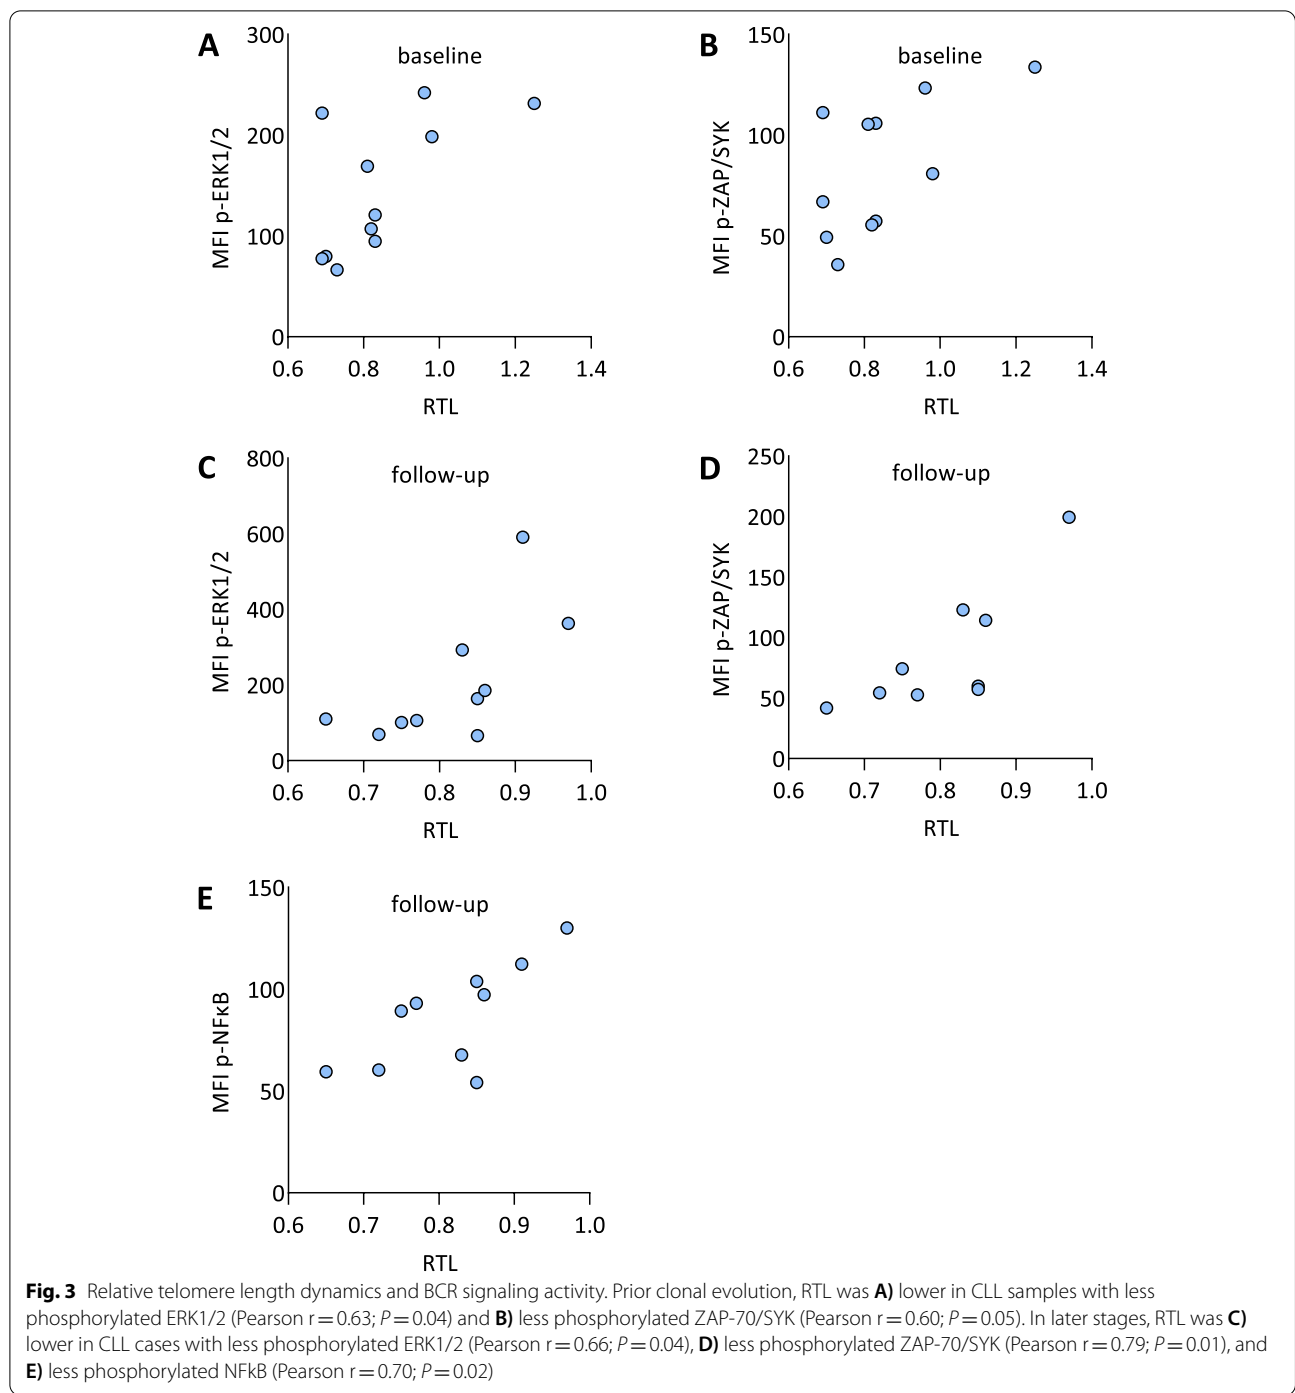 A
baseline
300
200
100
0
MFI p-ERK1/2
0.6 0.8 1.0 1.2 1.4
RTL
B
baseline
150
100
50
0
MFI p-ZAP/SYK
0.6 0.8 1.0 1.2 1.4
RTL
C
follow-up
800
600
400
200
0
MFI p-ERK1/2
0.6 0.7 0.8 0.9 1.0
RTL
D
follow-up
250
200
150
100
50
0
MFI p-ZAP/SYK
0.6 0.7 0.8 0.9 1.0
RTL
E
follow-up
150
100
50
0
MFI p-NFκB
0.6 0.7 0.8 0.9 1.0
RTL
Fig. 3 Relative telomere length dynamics and BCR signaling activity. Prior clonal evolution, RTL was A) lower in CLL samples with less
phosphorylated ERK1/2 (Pearson r = 0.63; P = 0.04) and B) less phosphorylated ZAP-70/SYK (Pearson r = 0.60; P = 0.05). In later stages, RTL was C)
lower in CLL cases with less phosphorylated ERK1/2 (Pearson r = 0.66; P = 0.04), D) less phosphorylated ZAP-70/SYK (Pearson r = 0.79; P = 0.01), and
E) less phosphorylated NFkB (Pearson r = 0.70; P = 0.02)